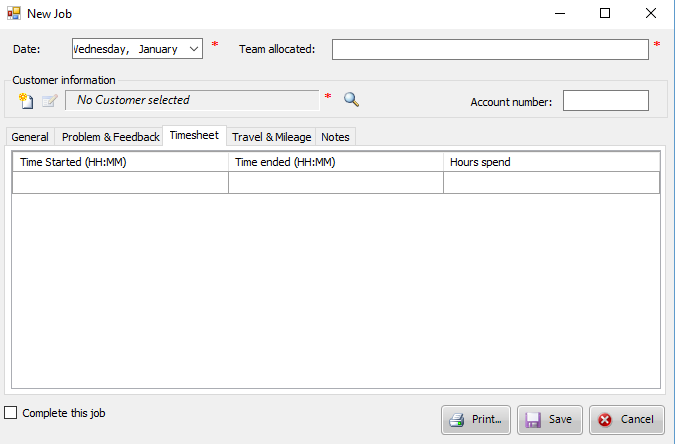 New Job
Date: Wednesday, January * Team allocated: *
Customer information
No Customer selected * Account number:
General Problem & Feedback Timesheet Travel & Mileage Notes
Time Started (HH:MM) Time ended (HH:MM) Hours spend
Complete this job Print... Save Cancel